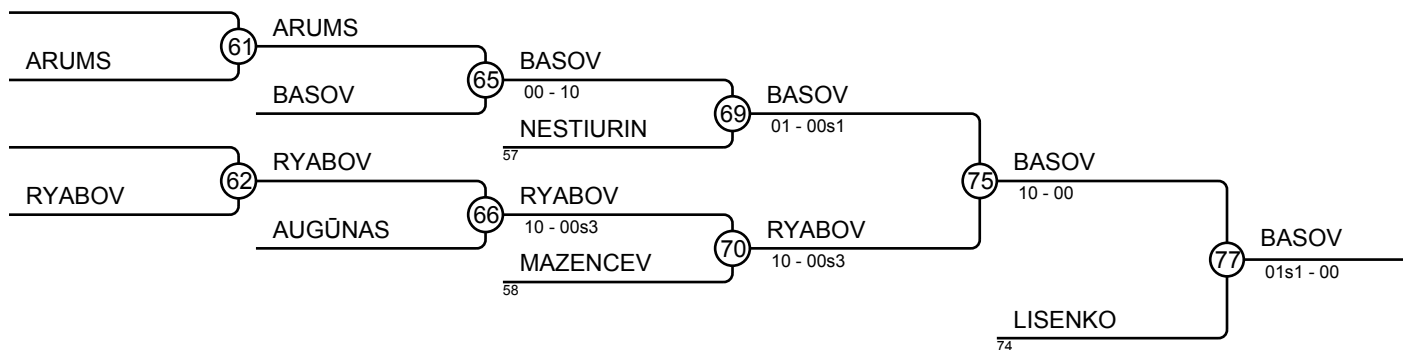 ARUMS
61
ARUMS
BASOV
65
BASOV
00 - 10
NESTIURIN
57
69
BASOV
01 - 00s1
RYABOV
62
RYABOV
AUGŪNAS
66
RYABOV
10 - 00s3
MAZENCEV
58
70
RYABOV
10 - 00s3
75
BASOV
10 - 00
LISENKO
74
77
BASOV
01s1 - 00